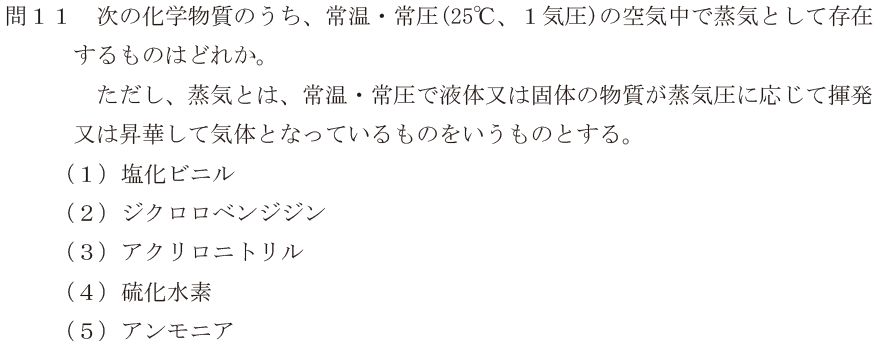 問１１　次の化学物質のうち、常温・常圧(25℃、１気圧)の空気中で蒸気として存在
するものはどれか。
ただし、蒸気とは、常温・常圧で液体又は固体の物質が蒸気圧に応じて揮発
又は昇華して気体となっているものをいうものとする。
（１）塩化ビニル
（２）ジクロロベンジジン
（３）アクリロニトリル
（４）硫化水素
（５）アンモニア